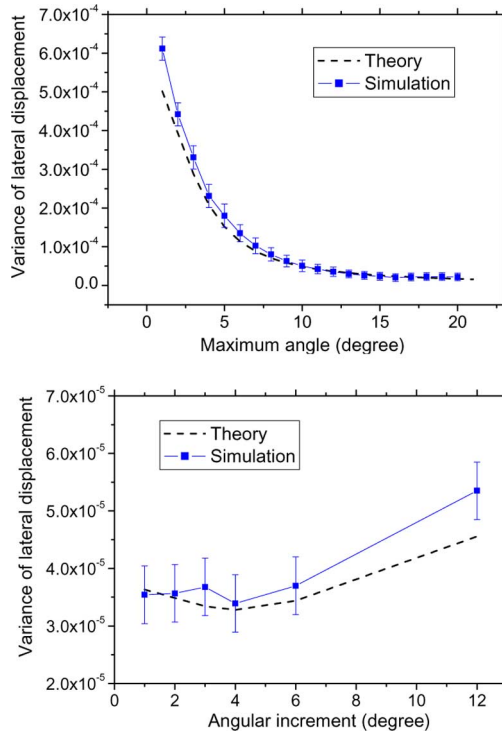 7.0x10⁻⁴
6.0x10⁻⁴
5.0x10⁻⁴
4.0x10⁻⁴
3.0x10⁻⁴
2.0x10⁻⁴
1.0x10⁻⁴
0.0
Variance of lateral displacement
Theory
Simulation
0 5 10 15 20
Maximum angle (degree)
7.0x10⁻⁵
6.0x10⁻⁵
5.0x10⁻⁵
4.0x10⁻⁵
3.0x10⁻⁵
2.0x10⁻⁵
Variance of lateral displacement
Theory
Simulation
0 2 4 6 8 10 12
Angular increment (degree)